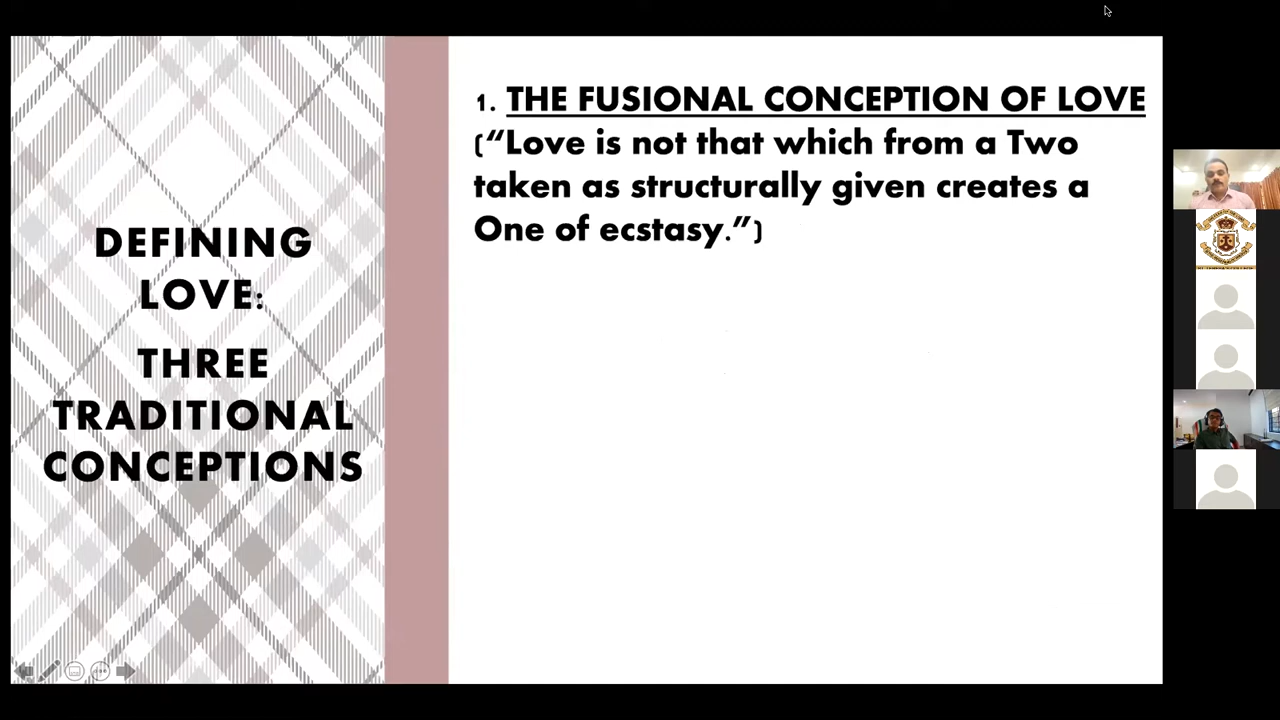 DEFINING
LOVE:
THREE
TRADITIONAL
CONCEPTIONS
1. THE FUSIONAL CONCEPTION OF LOVE
(“Love is not that which from a Two
taken as structurally given creates a
One of ecstasy.”)